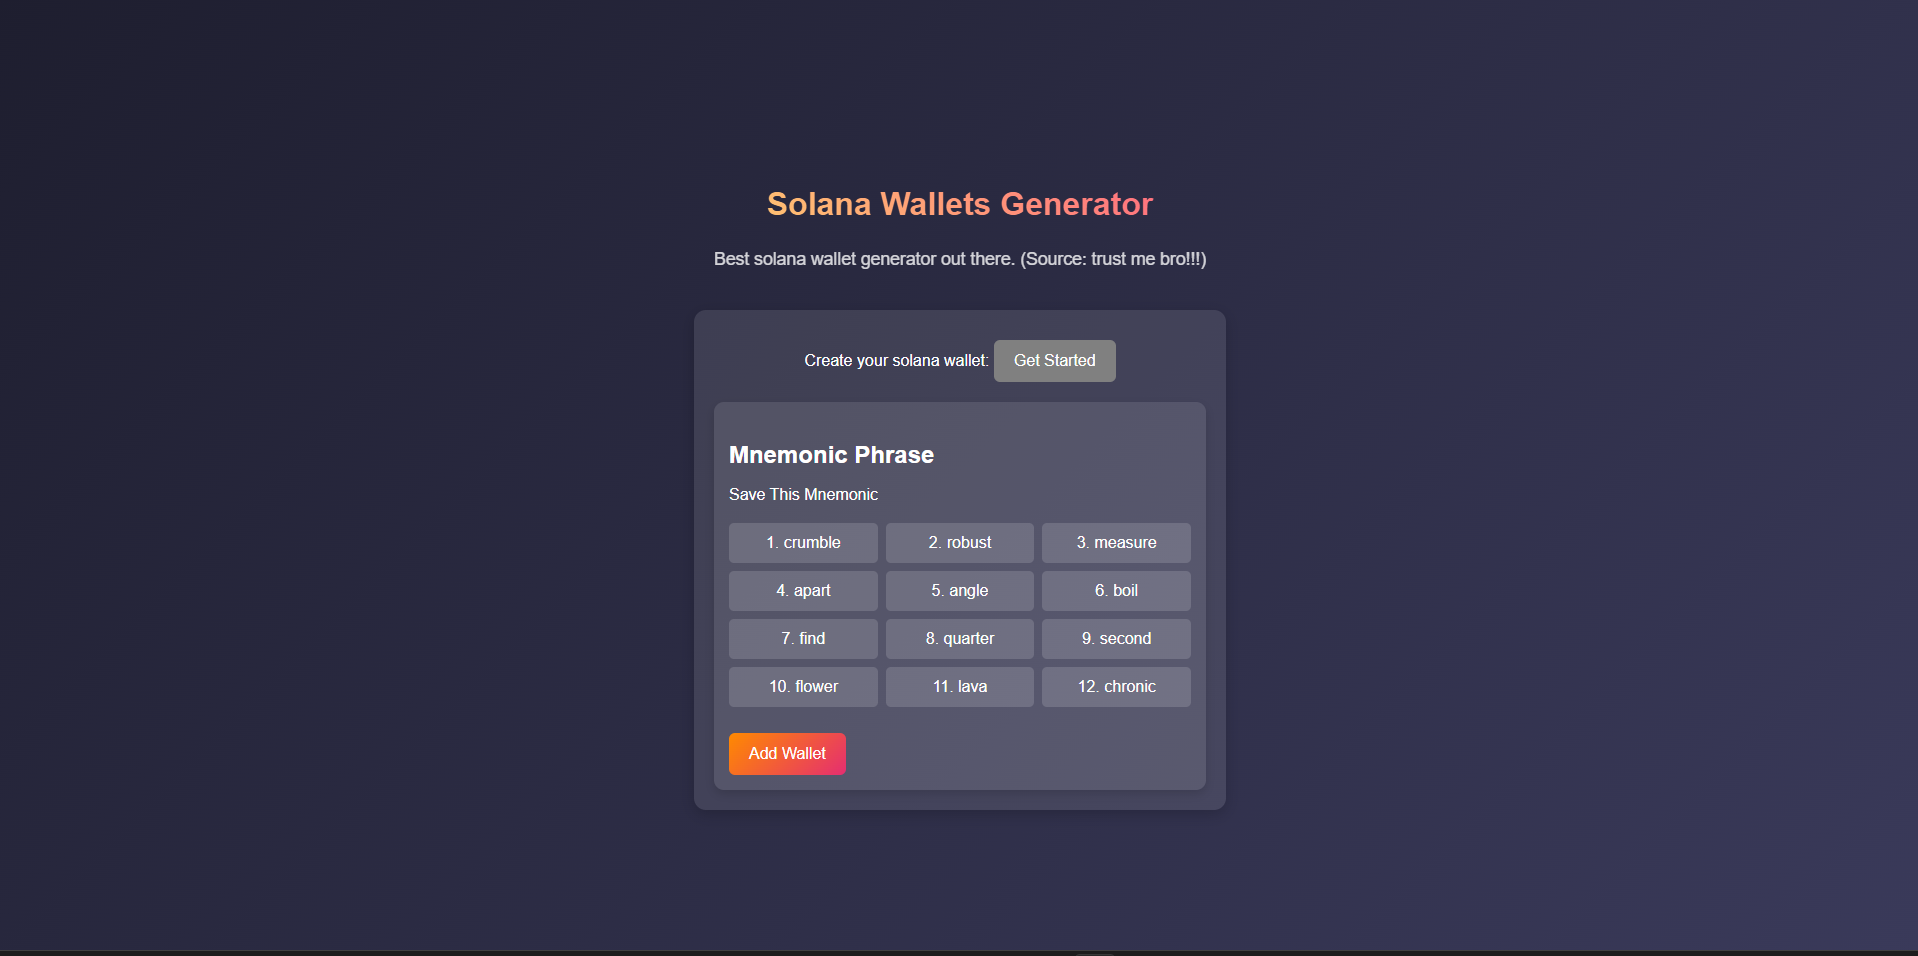 Solana Wallets Generator
Best solana wallet generator out there. (Source: trust me bro!!!)
Create your solana wallet: Get Started
Mnemonic Phrase
Save This Mnemonic
1. crumble 2. robust 3. measure
4. apart 5. angle 6. boil
7. find 8. quarter 9. second
10. flower 11. lava 12. chronic
Add Wallet